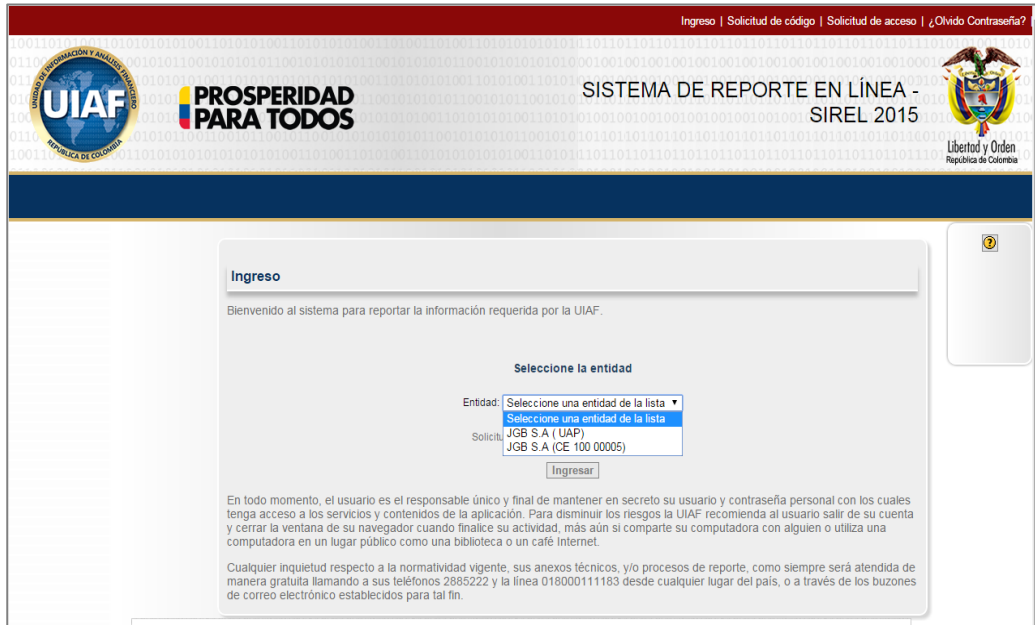 Ingreso | Solicitud de código | Solicitud de acceso | ¿Olvido Contraseña? |
UNIDAD DE INFORMACIÓN Y ANÁLISIS FINANCIERO
UIAF
REPÚBLICA DE COLOMBIA
PROSPERIDAD
PARA TODOS
SISTEMA DE REPORTE EN LÍNEA -
SIREL 2015
Libertad y Orden
República de Colombia
Ingreso
Bienvenido al sistema para reportar la información requerida por la UIAF.
Seleccione la entidad
Entidad: Seleccione una entidad de la lista
Seleccione una entidad de la lista
JGB S.A ( UAP)
JGB S.A (CE 100 00005)
Ingresar
En todo momento, el usuario es el responsable único y final de mantener en secreto su usuario y contraseña personal con los cuales
tenga acceso a los servicios y contenidos de la aplicación. Para disminuir los riesgos la UIAF recomienda al usuario salir de su cuenta
y cerrar la ventana de su navegador cuando finalice su actividad, más aún si comparte su computadora con alguien o utiliza una
computadora en un lugar público como una biblioteca o un café Internet.
Cualquier inquietud respecto a la normatividad vigente, sus anexos técnicos, y/o procesos de reporte, como siempre será atendida de
manera gratuita llamando a sus teléfonos 2885222 y la línea 018000111183 desde cualquier lugar del país, o a través de los buzones
de correo electrónico establecidos para tal fin.